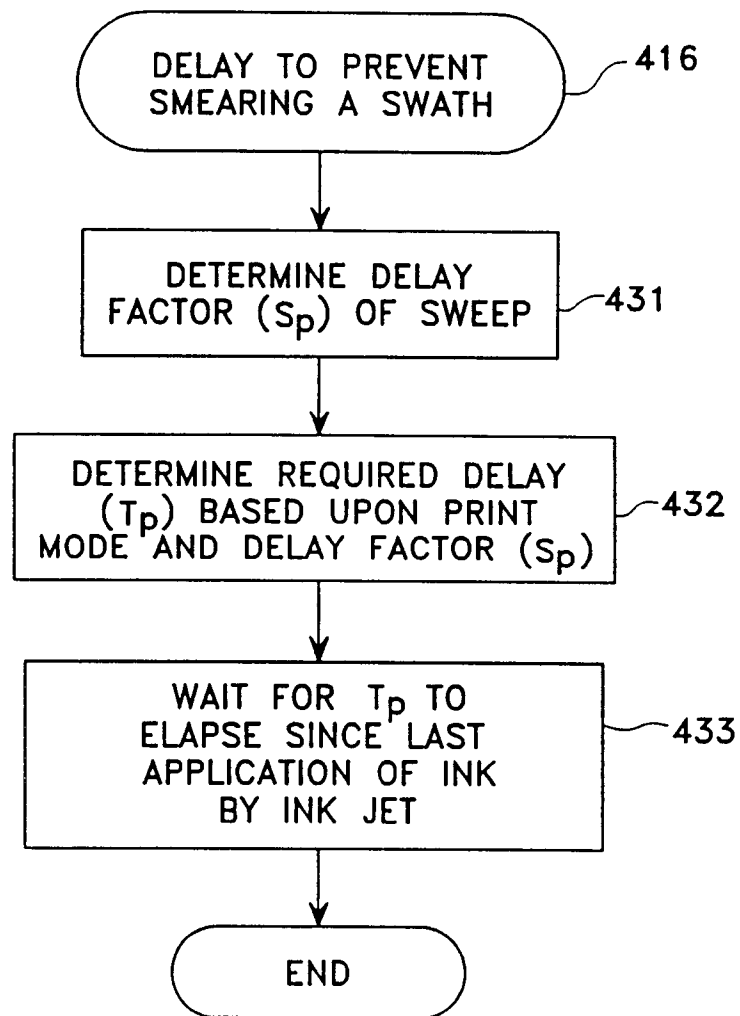 DELAY TO PREVENT
SMEARING A SWATH
416
DETERMINE DELAY
FACTOR (Sp) OF SWEEP
431
DETERMINE REQUIRED DELAY
(Tp) BASED UPON PRINT
MODE AND DELAY FACTOR (Sp)
432
WAIT FOR Tp TO
ELAPSE SINCE LAST
APPLICATION OF INK
BY INK JET
433
END